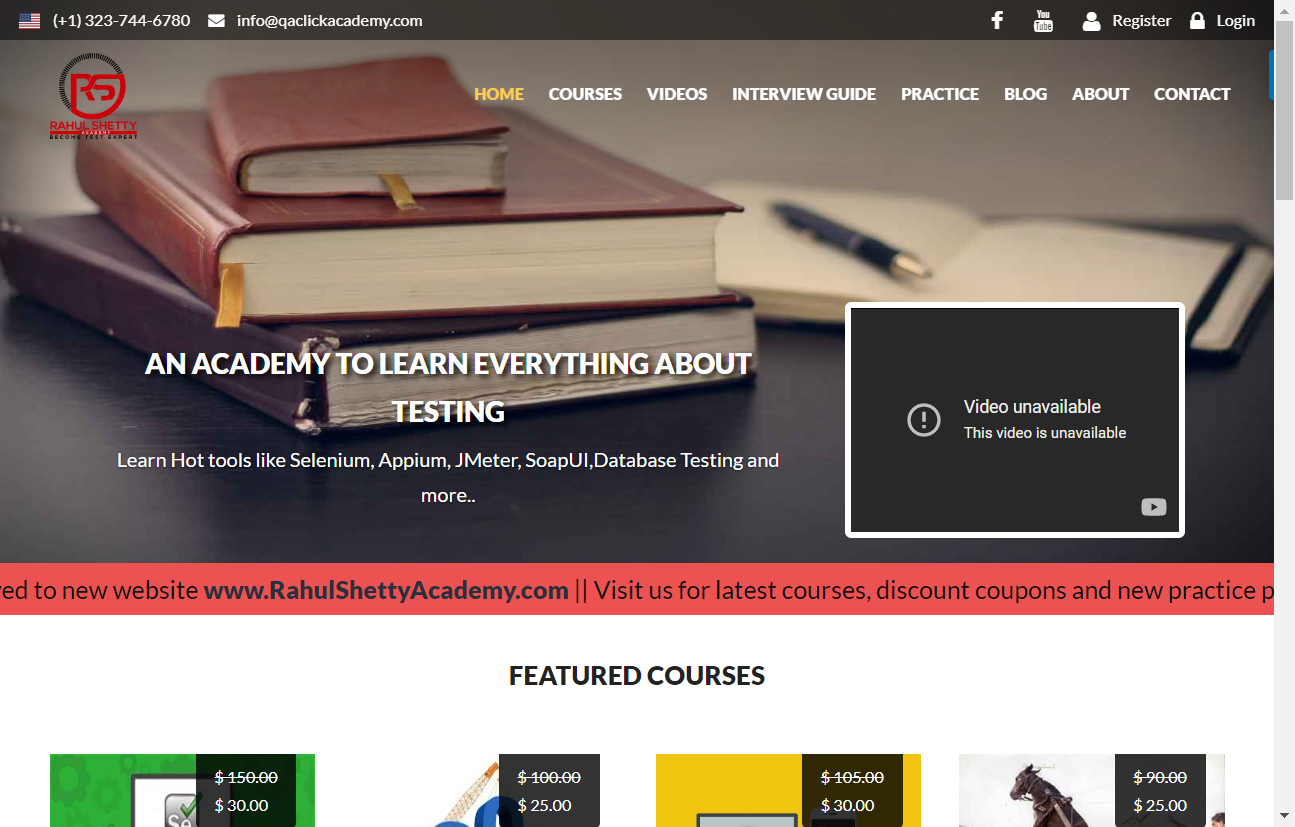 (+1) 323-744-6780 info@qaclickacademy.com
You Tube Register Login
RS
RAHUL SHETTY
ACADEMY
BECOME TEST EXPERT
HOME COURSES VIDEOS INTERVIEW GUIDE PRACTICE BLOG ABOUT CONTACT
AN ACADEMY TO LEARN EVERYTHING ABOUT
TESTING
Learn Hot tools like Selenium, Appium, JMeter, SoapUI,Database Testing and
more..
Video unavailable
This video is unavailable
to new website www.RahulShettyAcademy.com || Visit us for latest courses, discount coupons and new practice
FEATURED COURSES
$ 150.00
$ 30.00
Se
$ 100.00
$ 25.00
$ 105.00
$ 30.00
$ 90.00
$ 25.00